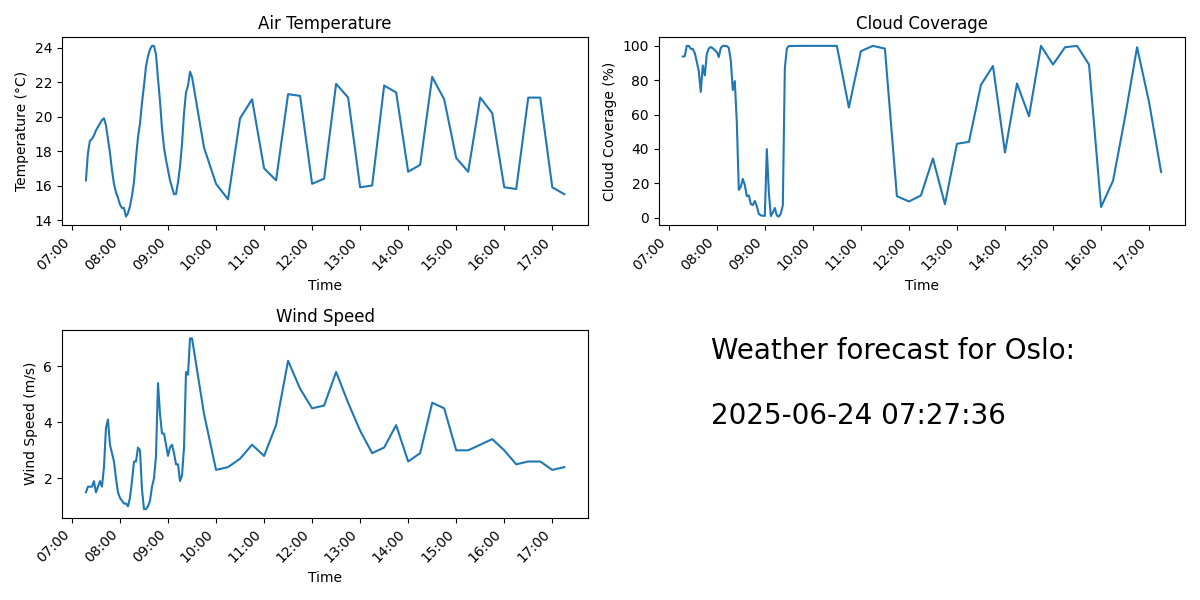 Air Temperature
Temperature (°C)
24
22
20
18
16
14
07:00 08:00 09:00 10:00 11:00 12:00 13:00 14:00 15:00 16:00 17:00
Time
Cloud Coverage
Cloud Coverage (%)
100
80
60
40
20
0
07:00 08:00 09:00 10:00 11:00 12:00 13:00 14:00 15:00 16:00 17:00
Time
Wind Speed
Wind Speed (m/s)
6
4
2
07:00 08:00 09:00 10:00 11:00 12:00 13:00 14:00 15:00 16:00 17:00
Time
Weather forecast for Oslo:
2025-06-24 07:27:36